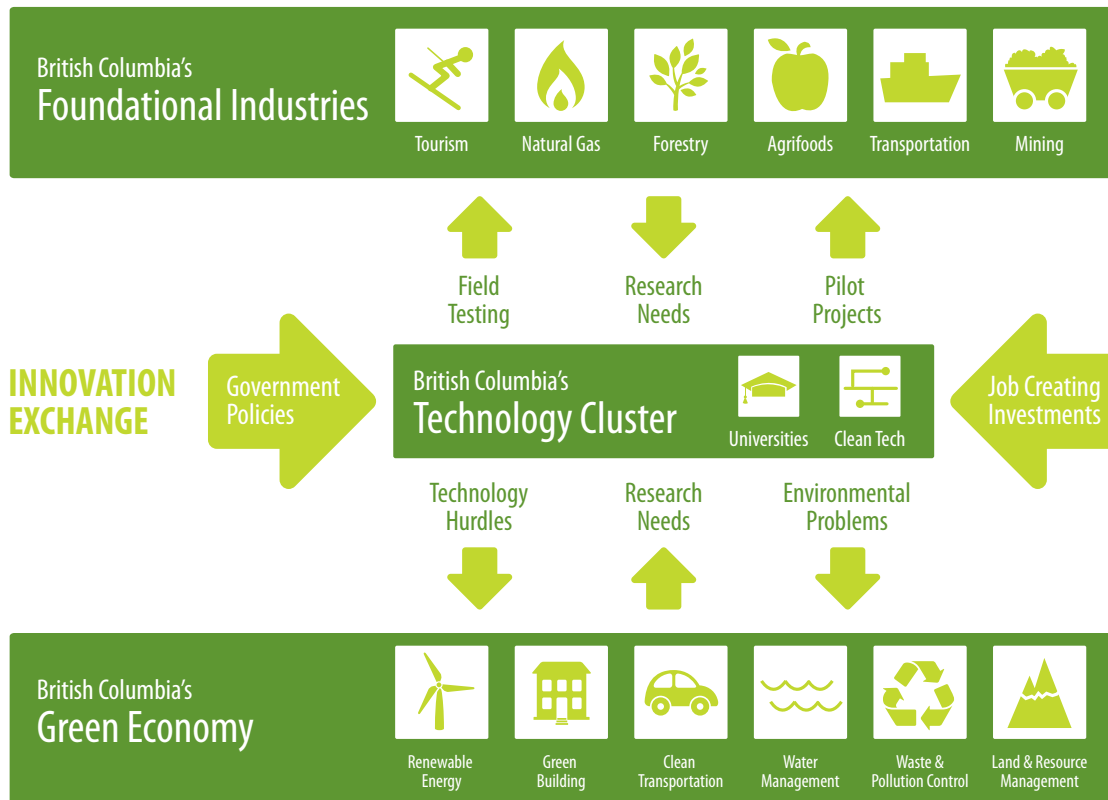 British Columbia’s
Foundational Industries
Tourism
Natural Gas
Forestry
Agrifoods
Transportation
Mining
Field
Testing
Research
Needs
Pilot
Projects
INNOVATION
EXCHANGE
Government
Policies
British Columbia’s
Technology Cluster
Universities
Clean Tech
Job Creating
Investments
Technology
Hurdles
Research
Needs
Environmental
Problems
British Columbia’s
Green Economy
Renewable
Energy
Green
Building
Clean
Transportation
Water
Management
Waste &
Pollution Control
Land & Resource
Management